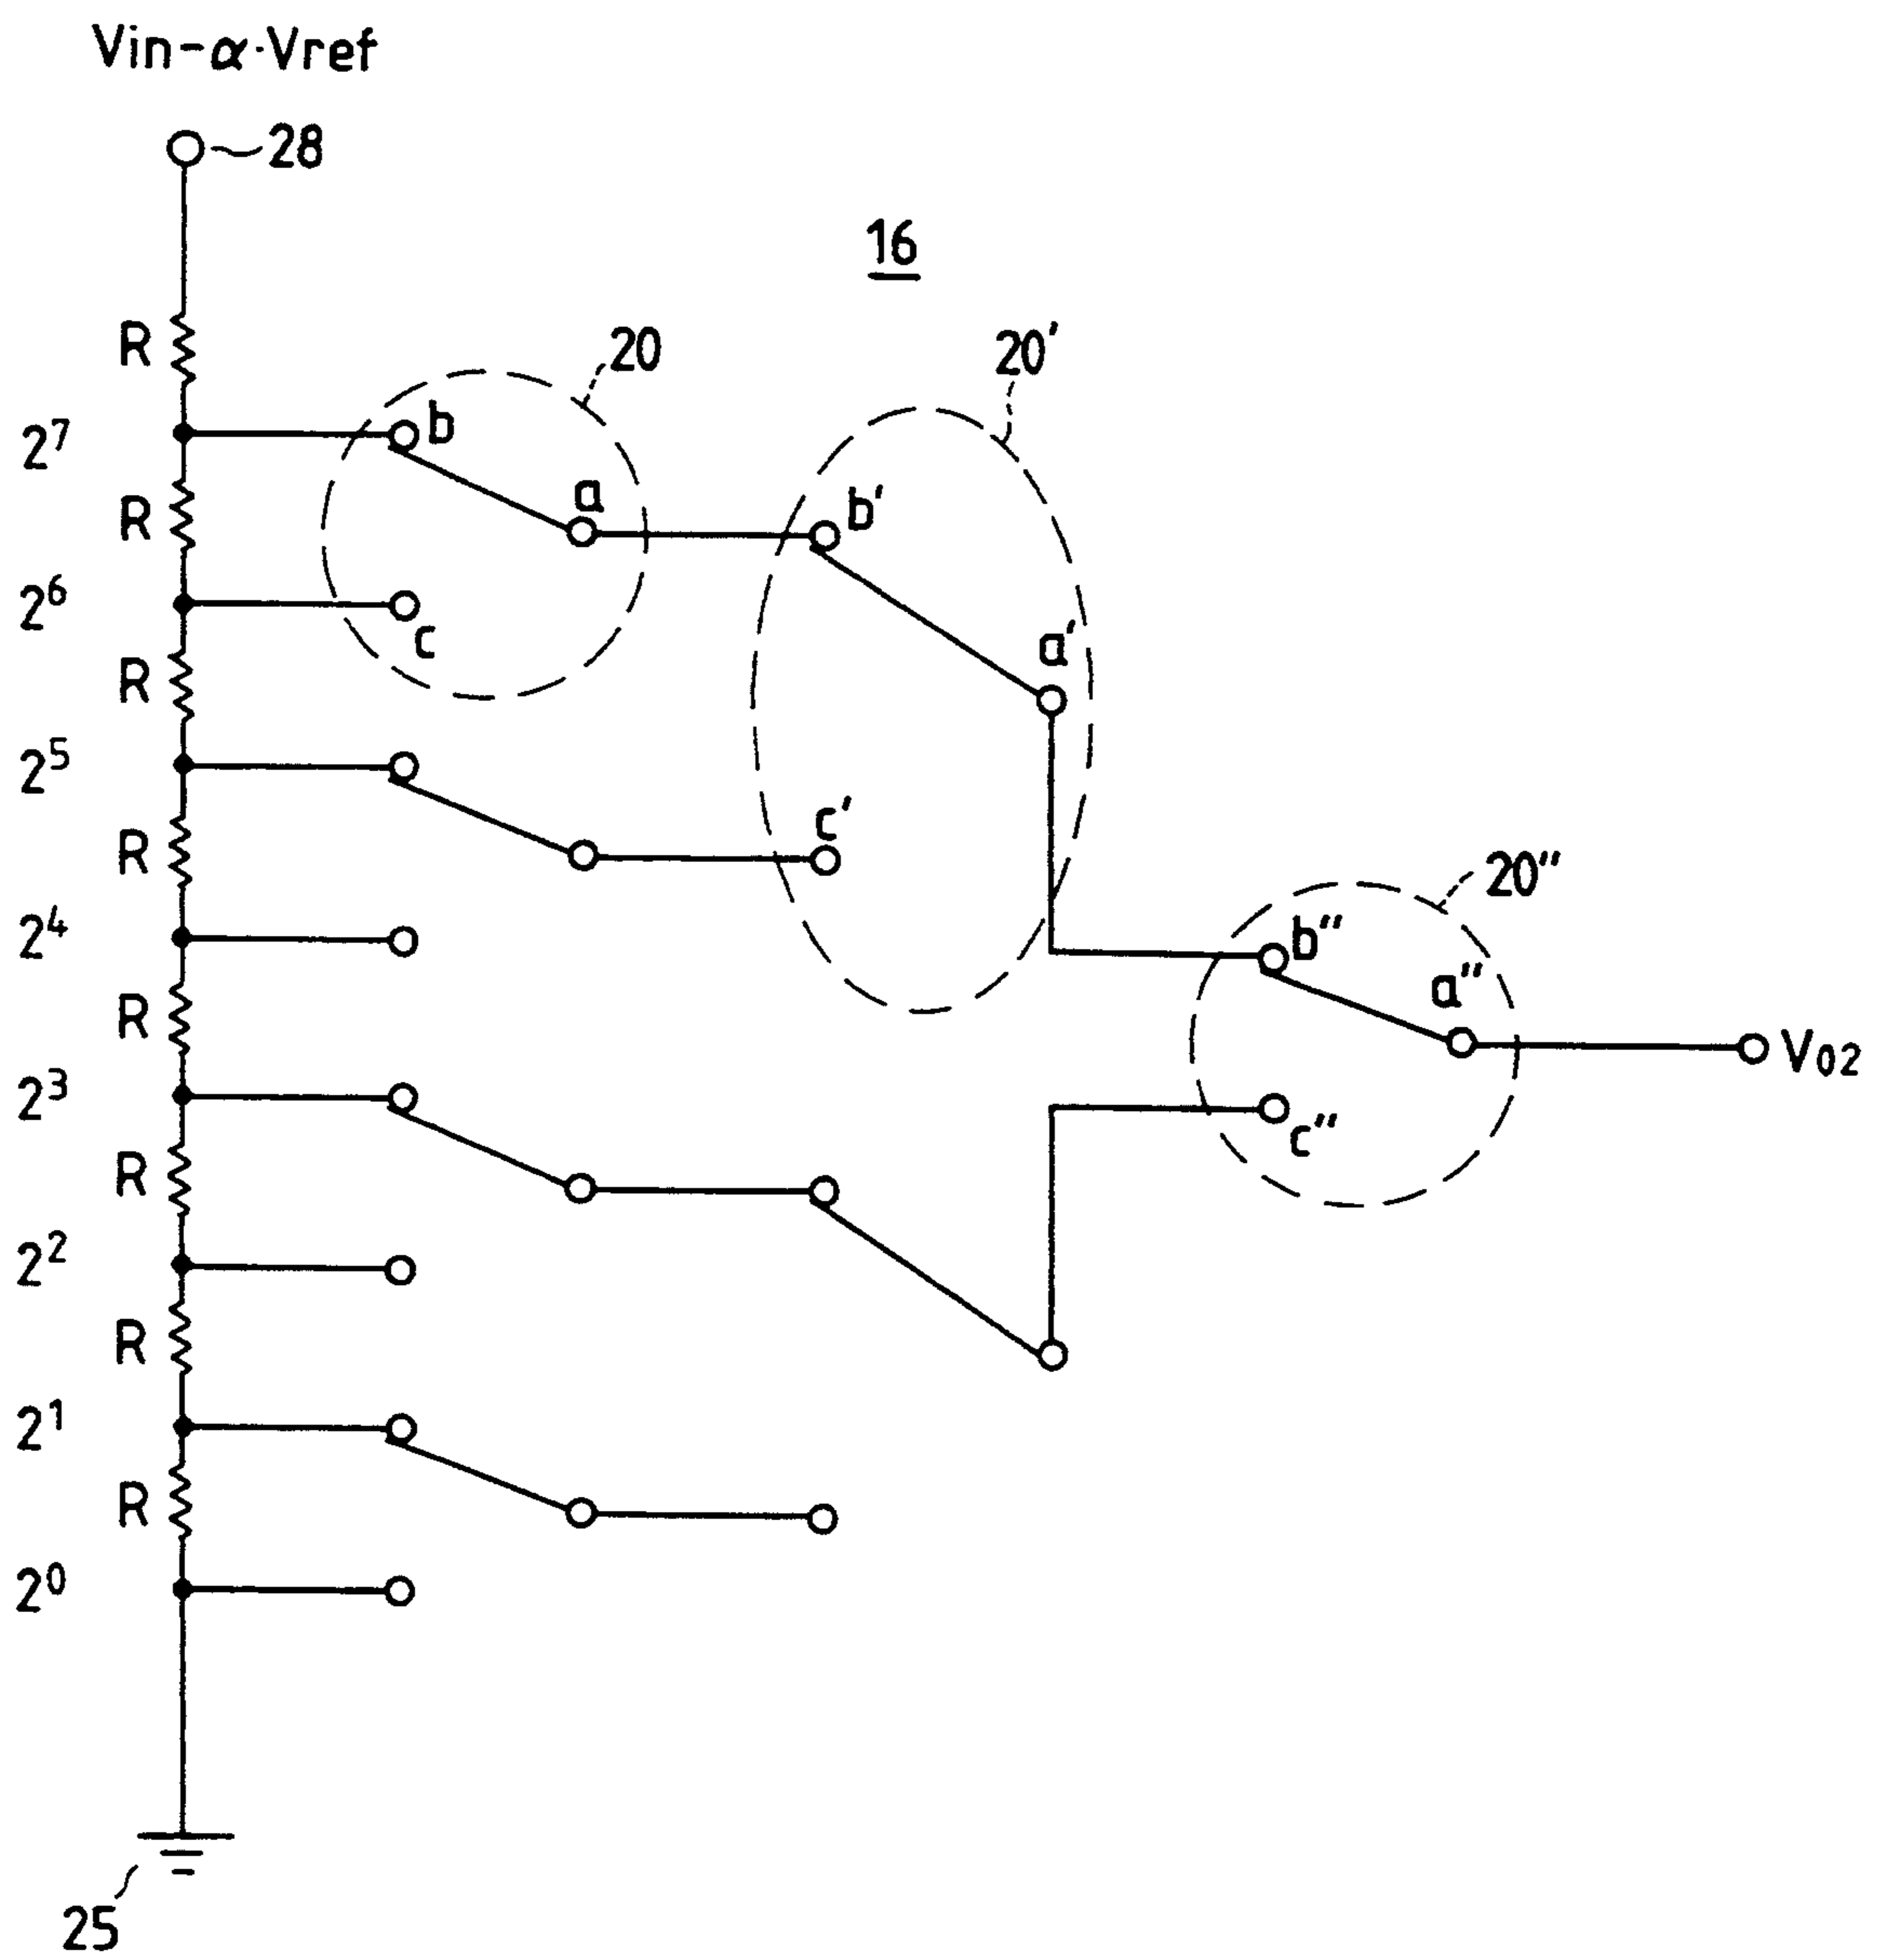 Vin-α·Vref
28
16
R
20
20'
2⁷
b
a
b'
R
2⁶
c
a'
R
2⁵
c'
R
20"
2⁴
b"
a"
R
V₀₂
2³
c"
R
2²
R
2¹
R
2⁰
25